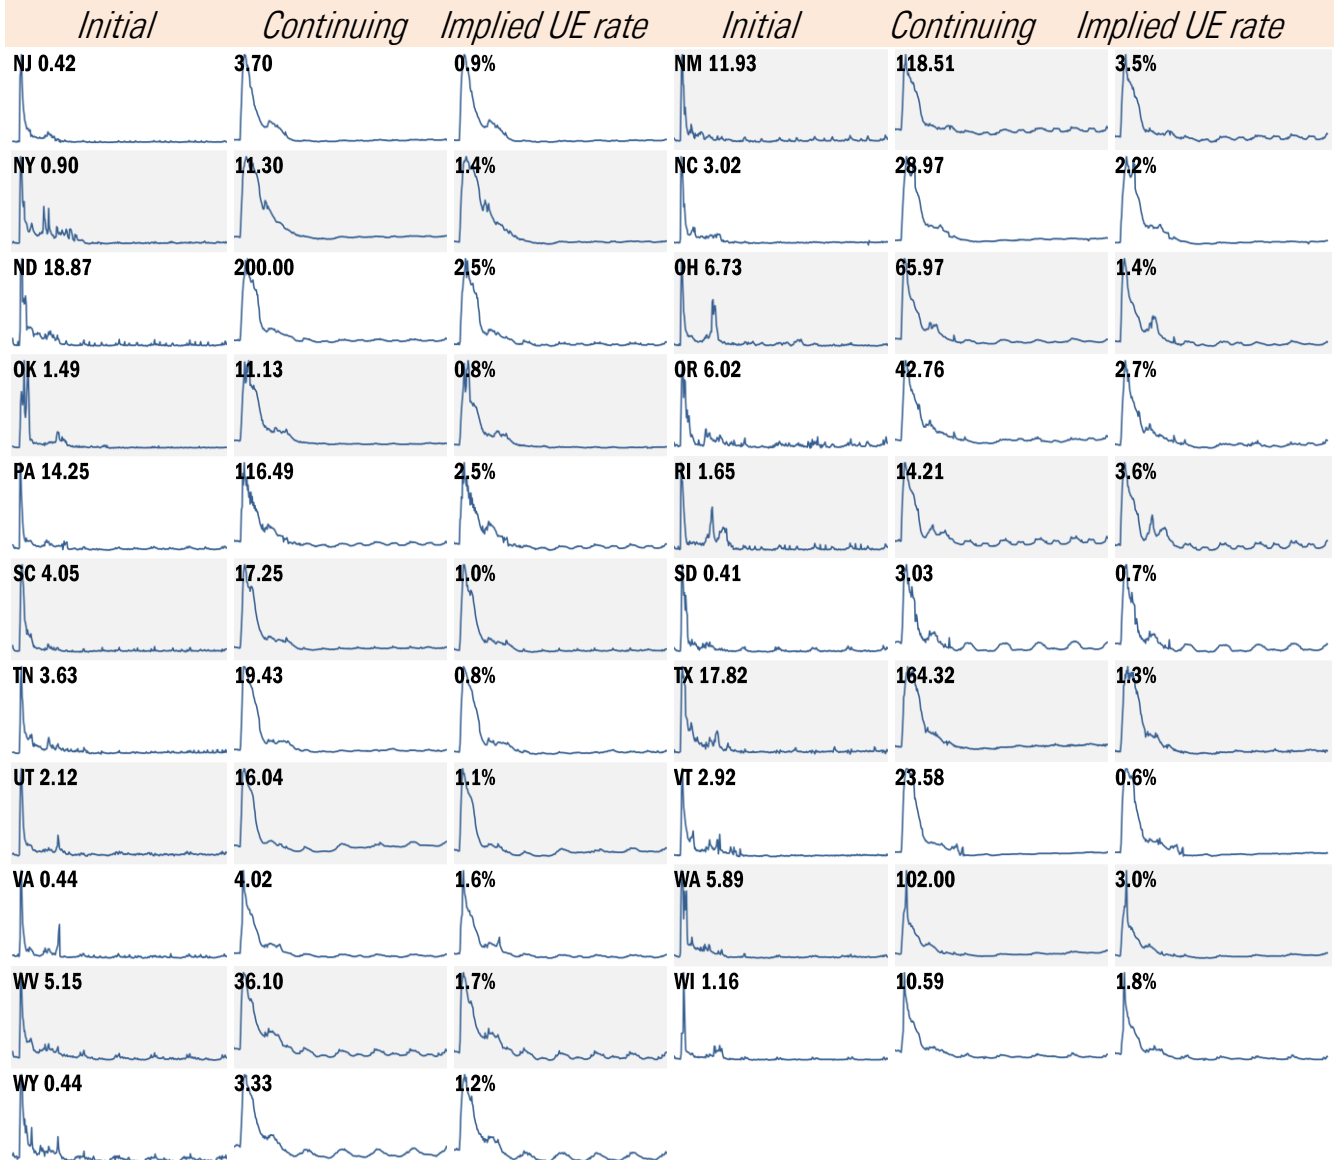 Initial Continuing Implied UE rate Initial Continuing Implied UE rate
NJ 0.42 3.70 0.9% NM 11.93 118.51 3.5%
NY 0.90 11.30 1.4% NC 3.02 28.97 2.2%
ND 18.87 200.00 2.5% OH 6.73 65.97 1.4%
OK 1.49 11.13 0.8% OR 6.02 42.76 2.7%
PA 14.25 116.49 2.5% RI 1.65 14.21 3.6%
SC 4.05 17.25 1.0% SD 0.41 3.03 0.7%
TN 3.63 19.43 0.8% TX 17.82 164.32 1.3%
UT 2.12 16.04 1.1% VT 2.92 23.58 0.6%
VA 0.44 4.02 1.6% WA 5.89 102.00 3.0%
WV 5.15 36.10 1.7% WI 1.16 10.59 1.8%
WY 0.44 3.33 1.2%